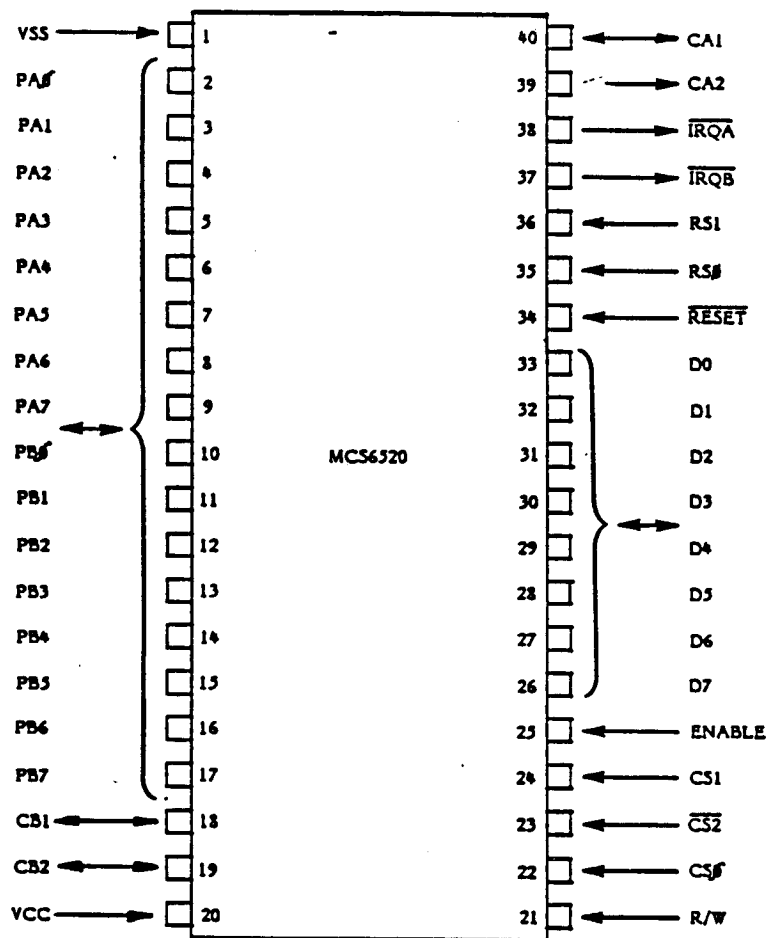 VSS 1 40 CA1
PA0 2 39 CA2
PA1 3 38 IRQA
PA2 4 37 IRQB
PA3 5 36 RS1
PA4 6 35 RS0
PA5 7 34 RESET
PA6 8 33 D0
PA7 9 32 D1
PB0 10 MCS6520 31 D2
PB1 11 30 D3
PB2 12 29 D4
PB3 13 28 D5
PB4 14 27 D6
PB5 15 26 D7
PB6 16 25 ENABLE
PB7 17 24 CS1
CB1 18 23 CS2
CB2 19 22 CS0
VCC 20 21 R/W